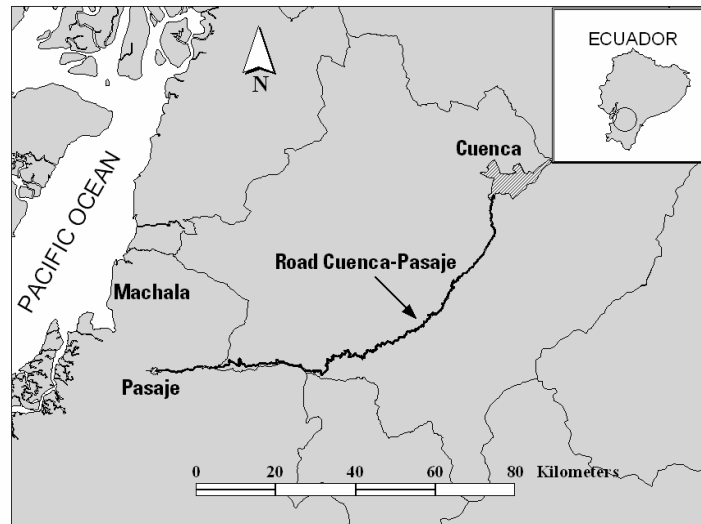 ECUADOR
N
Cuenca
PACIFIC OCEAN
Road Cuenca-Pasaje
Machala
Pasaje
0 20 40 60 80 Kilometers